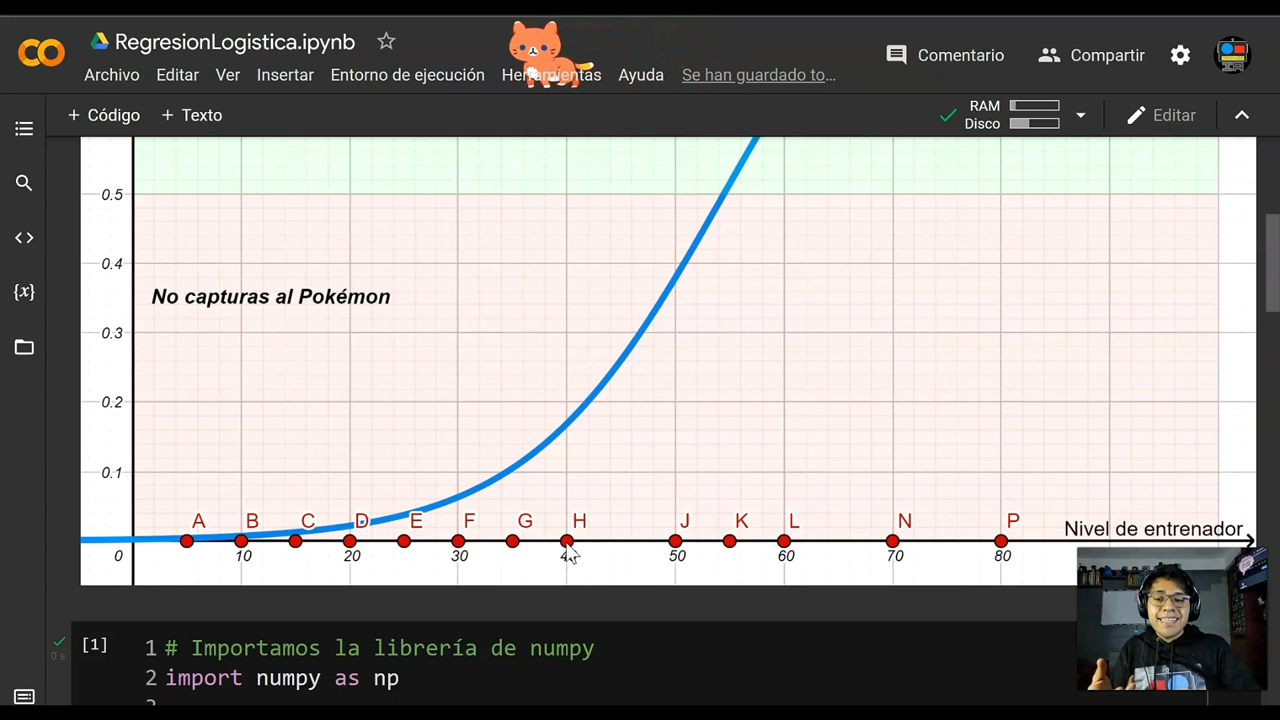 RegresionLogistica.ipynb
Comentario
Compartir
Archivo Editar Ver Insertar Entorno de ejecución Herramientas Ayuda Se han guardado to…
+ Código + Texto
RAM
Disco
Editar
0.5
0.4
No capturas al Pokémon
0.3
0.2
0.1
A B C D E F G H J K L N P
Nivel de entrenador
0 10 20 30 40 50 60 70 80
[1]
0 s
1 # Importamos la librería de numpy
2 import numpy as np
{x}